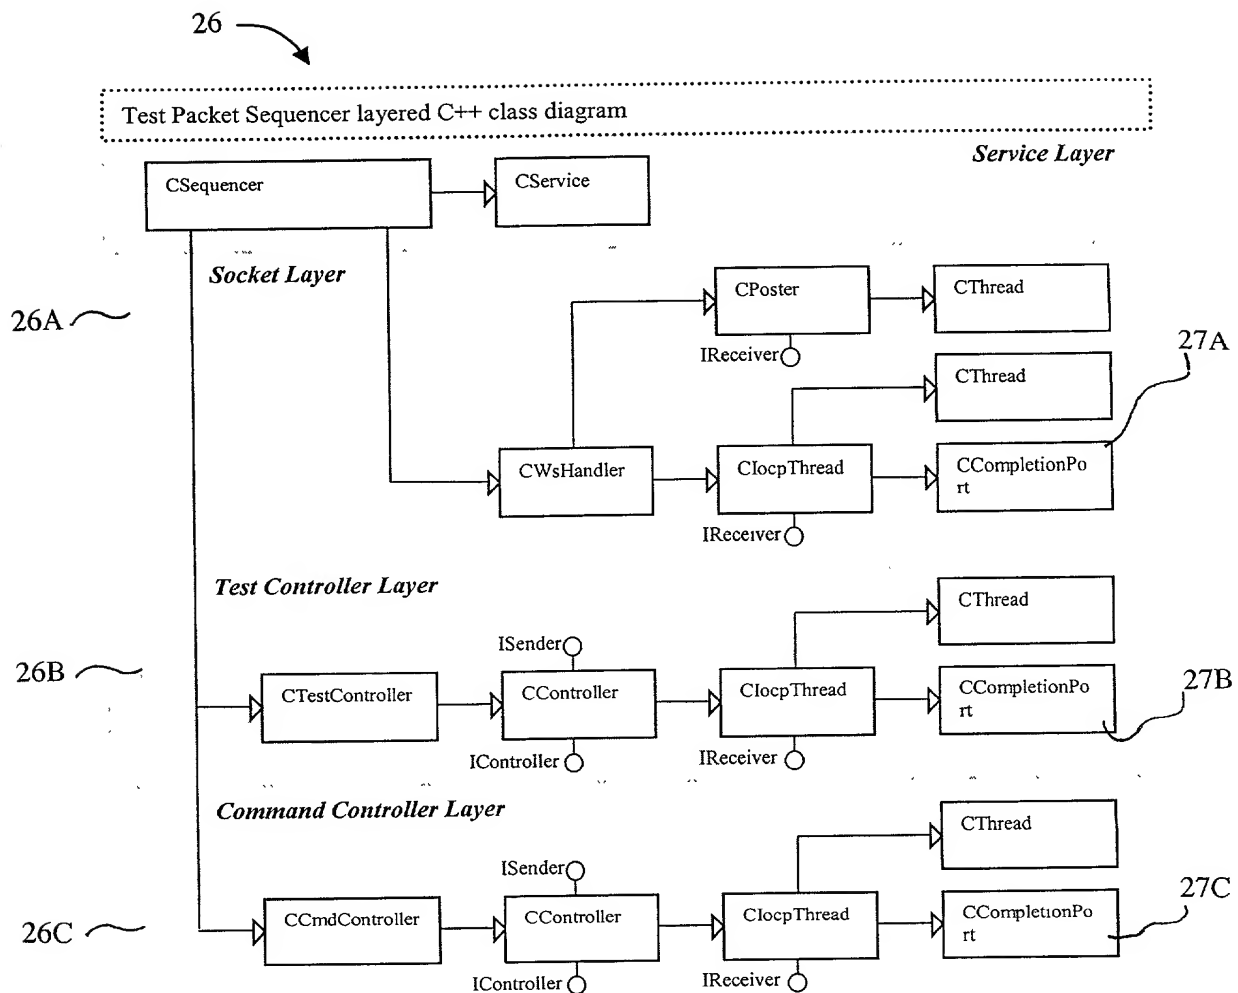 26
Test Packet Sequencer layered C++ class diagram
Service Layer
CSequencer
CService
Socket Layer
26A
CPoster
CThread
IReceiver
27A
CThread
CWsHandler
CIocpThread
CCompletionPo
rt
IReceiver
Test Controller Layer
CThread
26B
ISender
CTestController
CController
CIocpThread
CCompletionPo
rt
27B
IController
IReceiver
Command Controller Layer
CThread
ISender
26C
CCmdController
CController
CIocpThread
CCompletionPo
rt
27C
IController
IReceiver